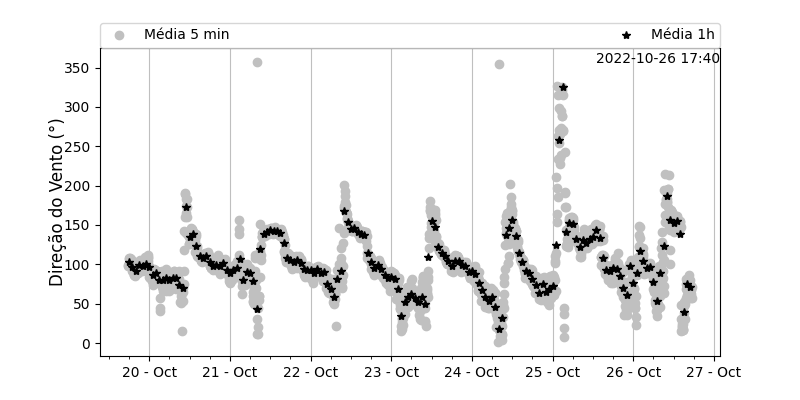 Média 5 min
Média 1h
2022-10-26 17:40
Direção do Vento (°)
350
300
250
200
150
100
50
0
20 - Oct
21 - Oct
22 - Oct
23 - Oct
24 - Oct
25 - Oct
26 - Oct
27 - Oct